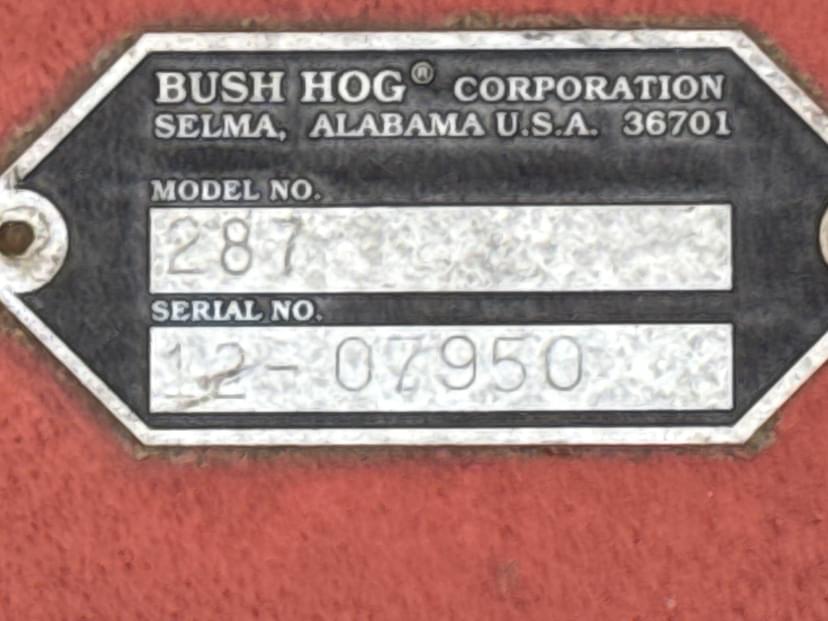 BUSH HOG® CORPORATION
SELMA, ALABAMA U.S.A. 36701
MODEL NO.
287
SERIAL NO.
12-07950